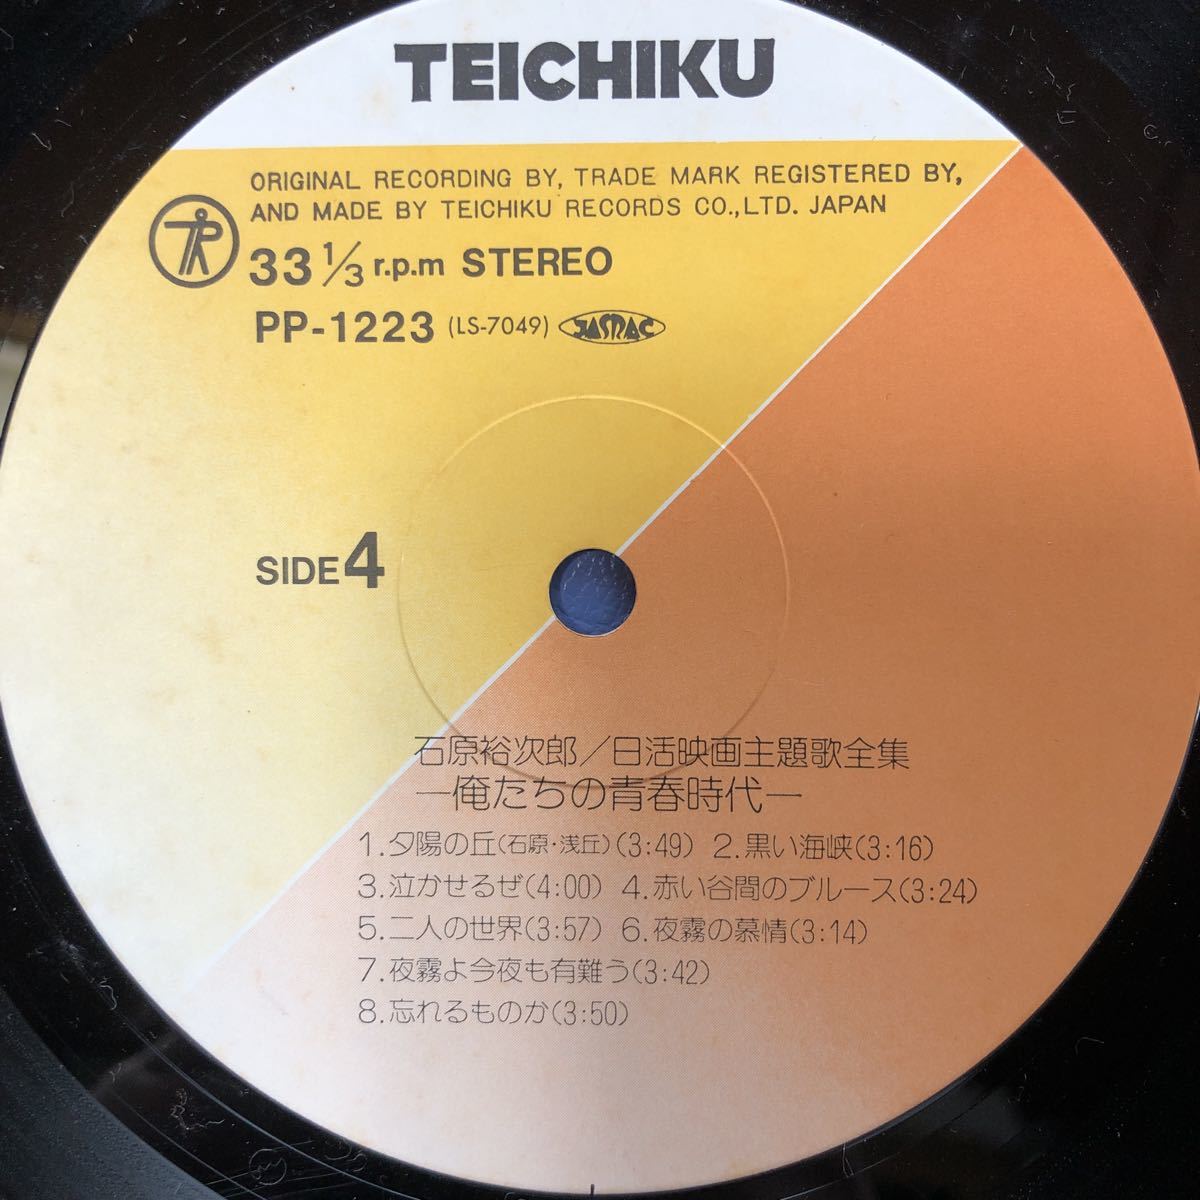 TEICHIKU
ORIGINAL RECORDING BY, TRADE MARK REGISTERED BY,
AND MADE BY TEICHIKU RECORDS CO., LTD. JAPAN
33 1/3 r.p.m STEREO
PP-1223 (LS-7049) JASRAC
SIDE 4
石原裕次郎/日活映画主題歌全集
―俺たちの青春時代―
1.夕陽の丘(石原・浅丘)(3:49) 2.黒い海峡(3:16)
3.泣かせるぜ(4:00) 4.赤い谷間のブルース(3:24)
5.二人の世界(3:57) 6.夜霧の慕情(3:14)
7.夜霧よ今夜も有難う(3:42)
8.忘れるものか(3:50)